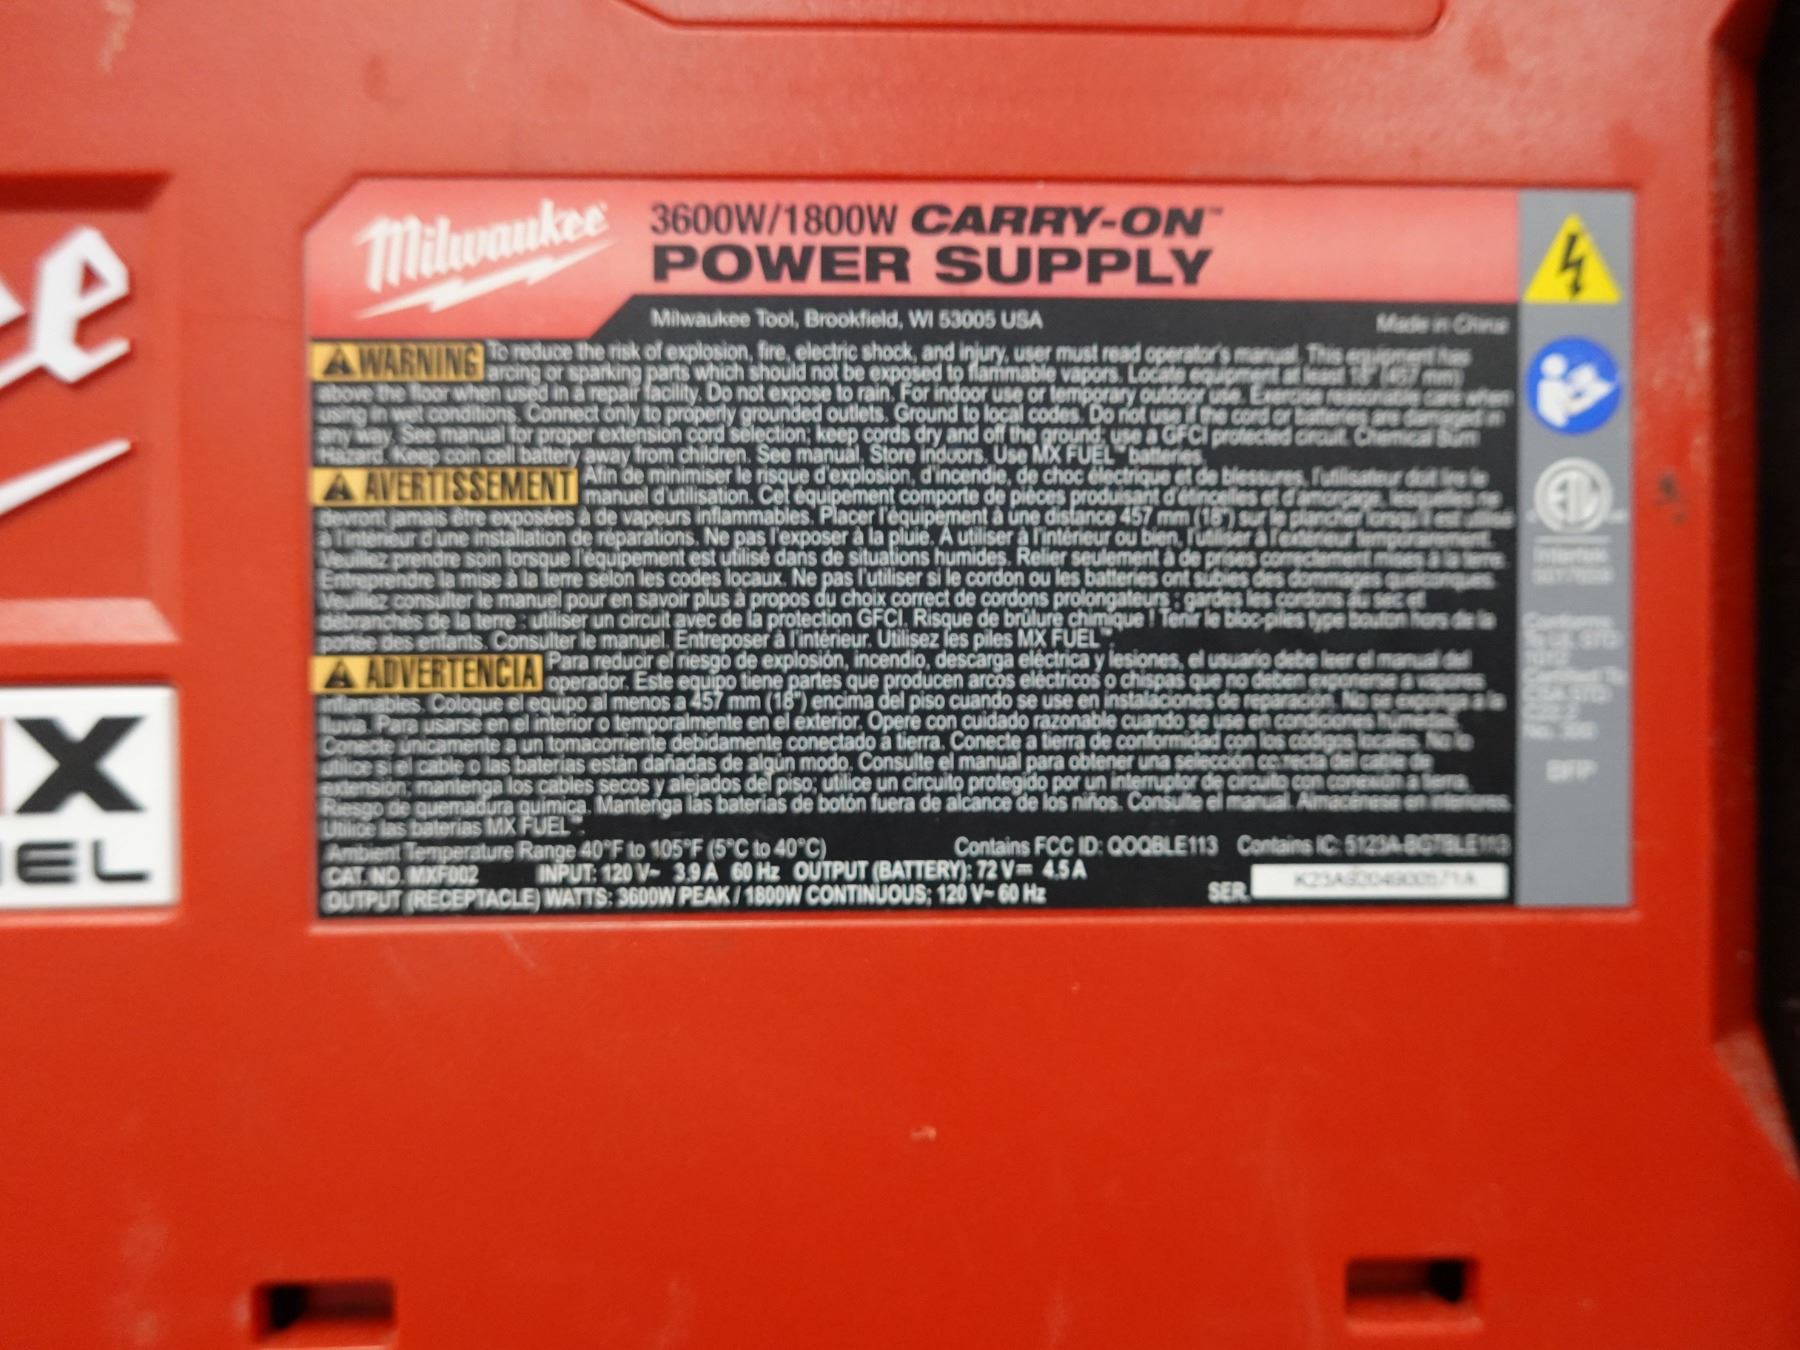 Milwaukee
3600W/1800W CARRY-ON™
POWER SUPPLY
Milwaukee Tool, Brookfield, WI 53005 USA
Made in China
WARNING To reduce the risk of explosion, fire, electric shock, and injury, user must read operator's manual. This equipment has
arcing or sparking parts which should not be exposed to flammable vapors. Locate equipment at least 18" (457 mm)
above the floor when used in a repair facility. Do not expose to rain. For indoor use or temporary outdoor use. Exercise reasonable care when
using in wet conditions. Connect only to properly grounded outlets. Ground to local codes. Do not use if the cord or batteries are damaged in
any way. See manual for proper extension cord selection; keep cords dry and off the ground; use a GFCI protected circuit. Chemical Burn
Hazard. Keep coin cell battery away from children. See manual. Store indoors. Use MX FUEL™ batteries.
AVERTISSEMENT Afin de minimiser le risque d'explosion, d'incendie, de choc électrique et de blessures, l'utilisateur doit lire le
manuel d'utilisation. Cet équipement comporte de pièces produisant d'étincelles et d'amorçage, lesquelles ne
devront jamais être exposées à de vapeurs inflammables. Placer l'équipement à une distance 457 mm (18") sur le plancher lorsqu'il est utilisé
à l'intérieur d'une installation de réparations. Ne pas l'exposer à la pluie. À utiliser à l'intérieur ou bien, l'utiliser à l'extérieur temporairement.
Veuillez prendre soin lorsque l'équipement est utilisé dans de situations humides. Relier seulement à de prises correctement mises à la terre.
Entreprendre la mise à la terre selon les codes locaux. Ne pas l'utiliser si le cordon ou les batteries ont subies des dommages quelconques.
Veuillez consulter le manuel pour en savoir plus à propos du choix correct de cordons prolongateurs ; gardes les cordons au sec et
débranchés de la terre ; utiliser un circuit avec de la protection GFCI. Risque de brûlure chimique ! Tenir le bloc-piles type bouton hors de la
portée des enfants. Consulter le manuel. Entreposer à l'intérieur. Utilisez les piles MX FUEL™.
ADVERTENCIA Para reducir el riesgo de explosión, incendio, descarga eléctrica y lesiones, el usuario debe leer el manual del
operador. Este equipo tiene partes que producen arcos eléctricos o chispas que no deben exponerse a vapores
inflamables. Coloque el equipo al menos a 457 mm (18") encima del piso cuando se use en instalaciones de reparación. No se exponga a la
lluvia. Para usarse en el interior o temporalmente en el exterior. Opere con cuidado razonable cuando se use en condiciones húmedas.
Conecte únicamente a un tomacorriente debidamente conectado a tierra. Conecte a tierra de conformidad con los códigos locales. No lo
utilice si el cable o las baterías están dañadas de algún modo. Consulte el manual para obtener una selección correcta del cable de
extensión; mantenga los cables secos y alejados del piso; utilice un circuito protegido por un interruptor de circuito con conexión a tierra.
Riesgo de quemadura química. Mantenga las baterías de botón fuera de alcance de los niños. Consulte el manual. Almacénese en interiores.
Utilice las baterías MX FUEL™.
Ambient Temperature Range 40°F to 105°F (5°C to 40°C) Contains FCC ID: QOQBLE113 Contains IC: 5123A-BGTBLE113
CAT. NO. MXF002 INPUT: 120 V~ 3.9 A 60 Hz OUTPUT (BATTERY): 72 V⎓ 4.5 A
OUTPUT (RECEPTACLE) WATTS: 3600W PEAK / 1800W CONTINUOUS; 120 V~ 60 Hz
SER.
Intertek
Conforms
To UL STD
Certified To
CSA STD
BFP
e
X
EL